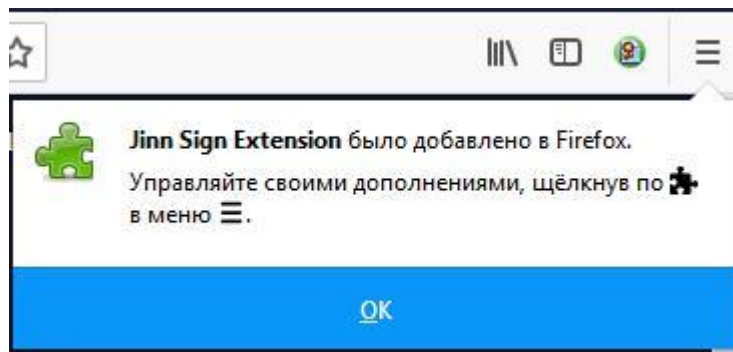 Jinn Sign Extension было добавлено в Firefox.
Управляйте своими дополнениями, щёлкнув по
в меню ☰.
OK